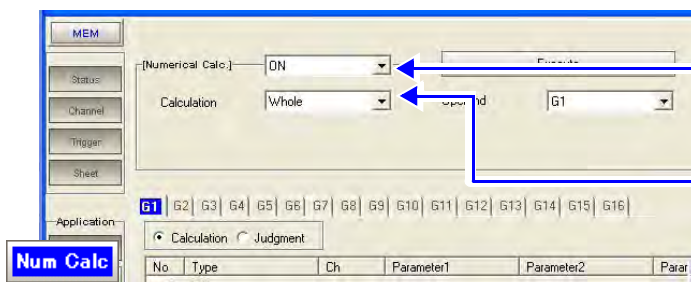 MEM
[Numerical Calc.] ON Execute
Status
Calculation Whole Operand G1
Channel
Trigger
Sheet
G1 G2 G3 G4 G5 G6 G7 G8 G9 G10 G11 G12 G13 G14 G15 G16
Application
Calculation Judgment
Num Calc
No Type Ch Parameter1 Parameter2 Parar